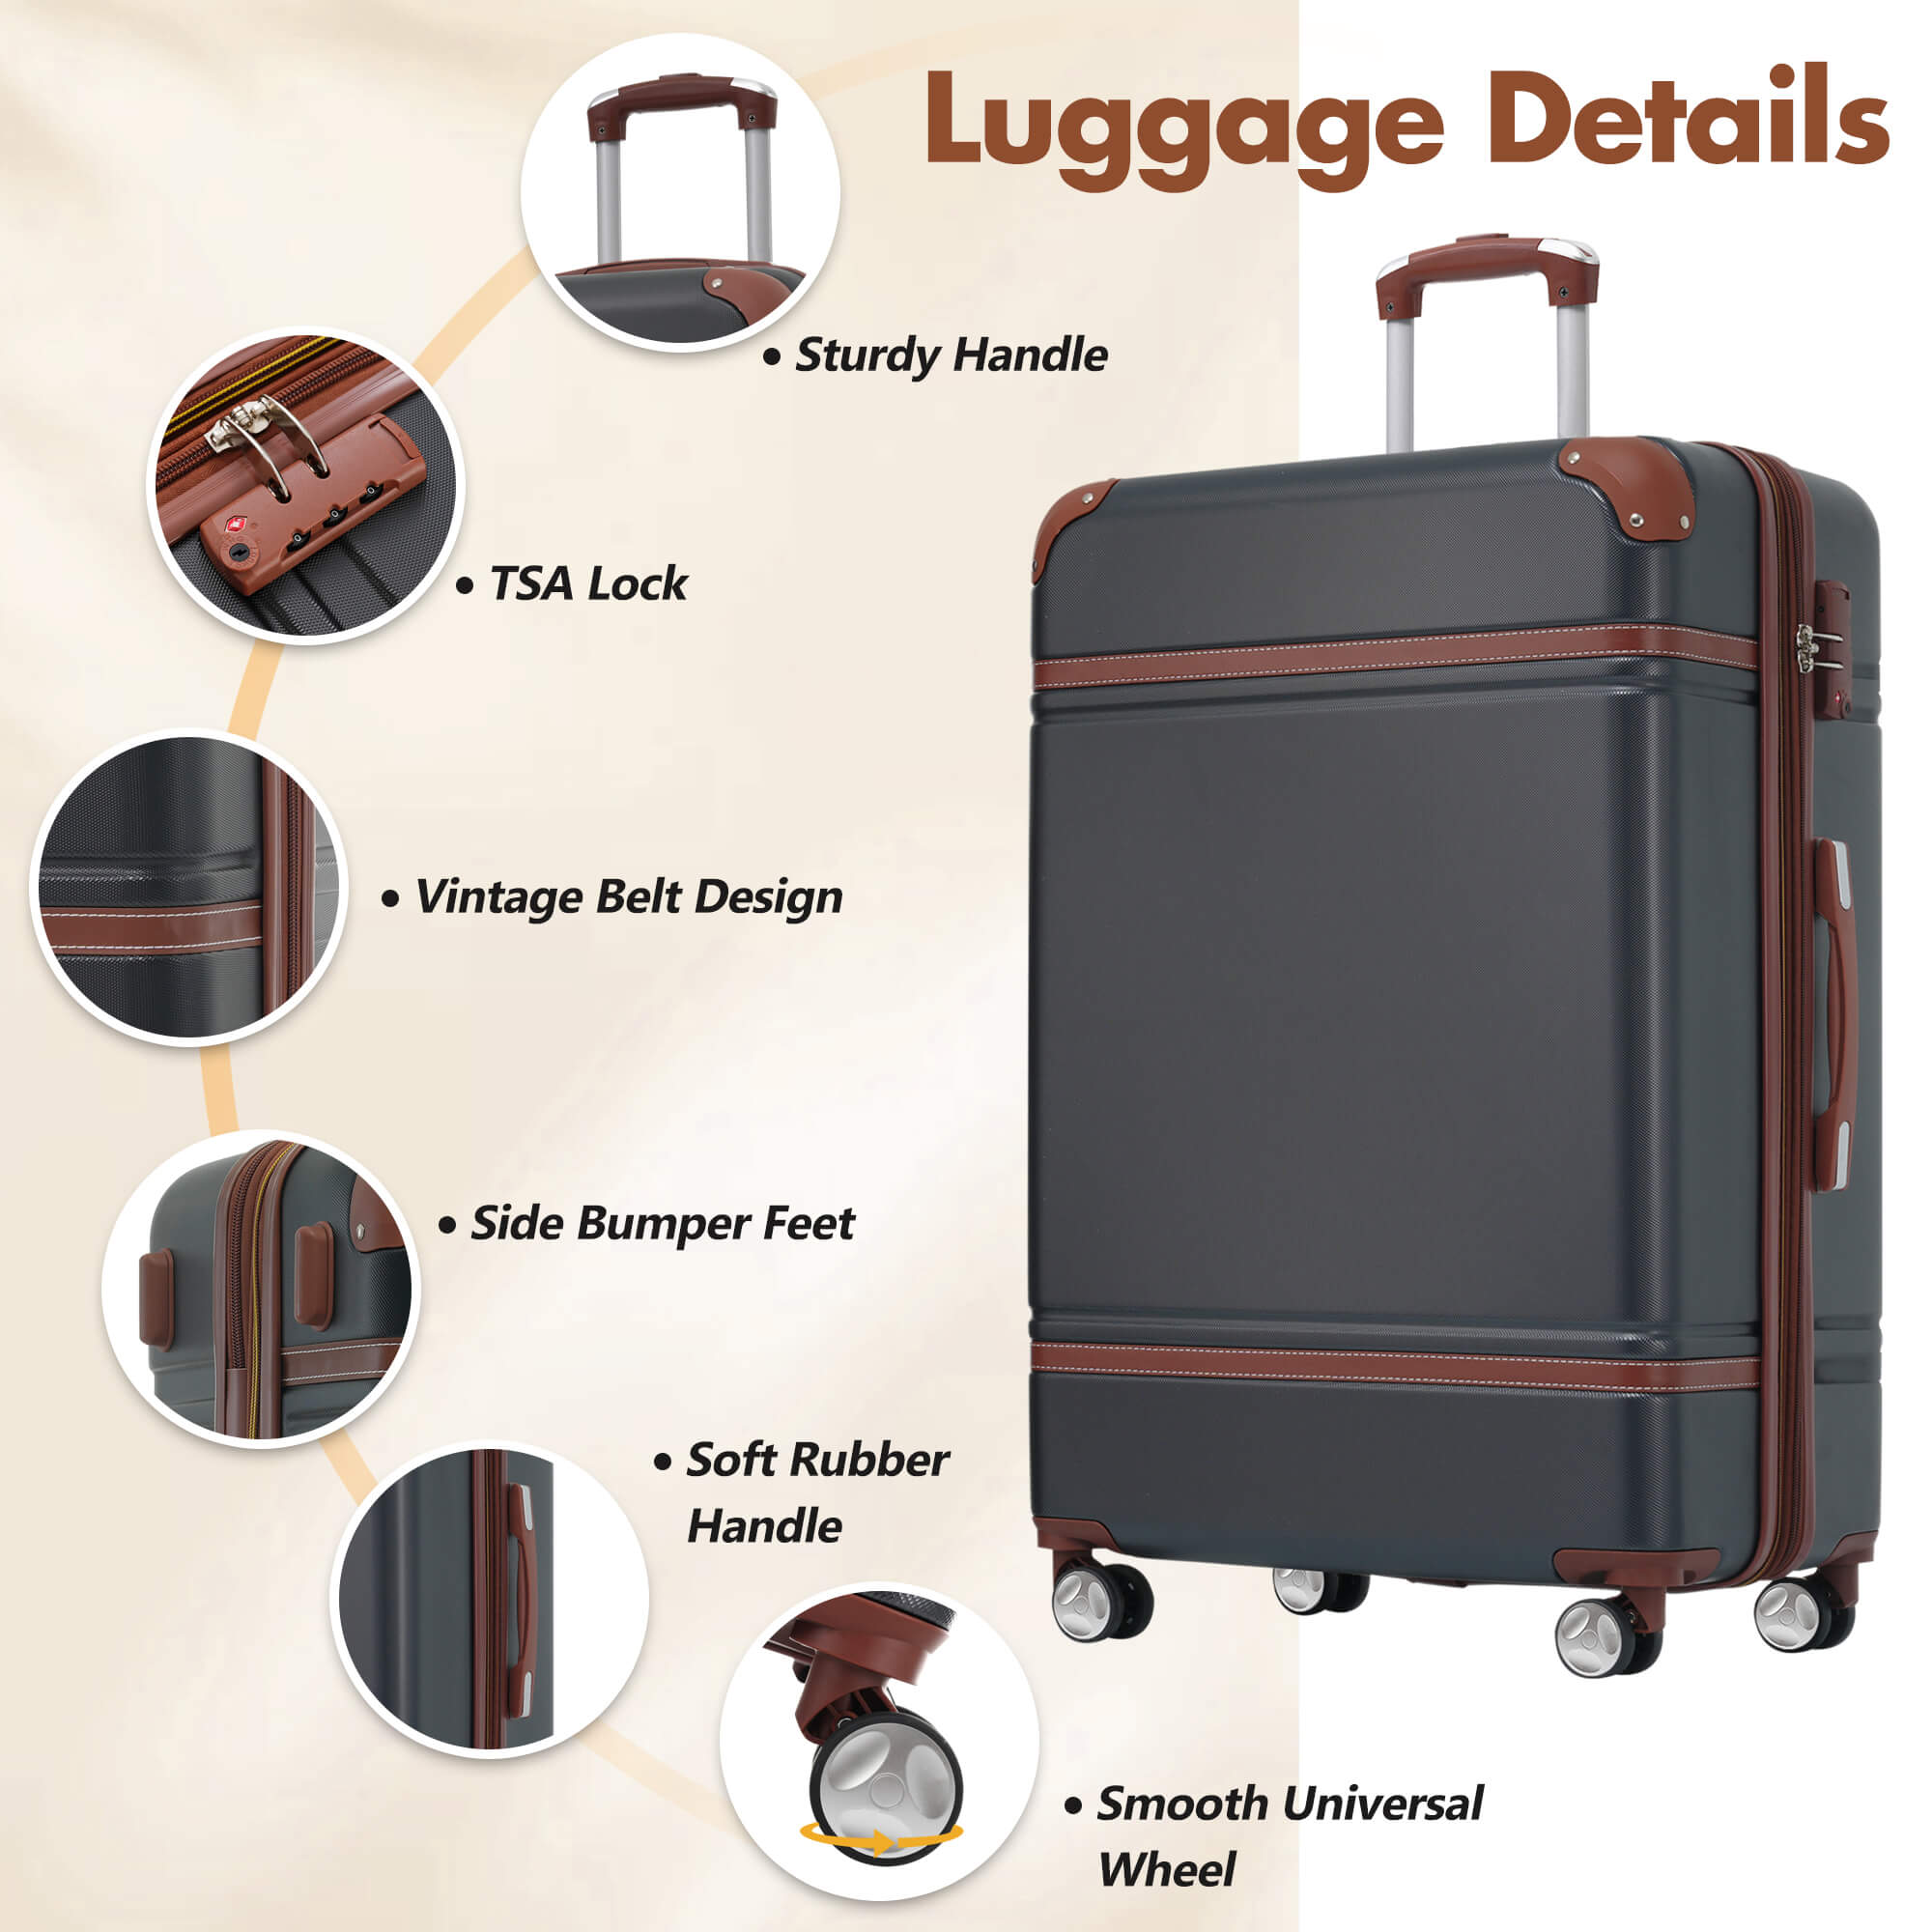 Luggage Details
• Sturdy Handle
• TSA Lock
• Vintage Belt Design
• Side Bumper Feet
• Soft Rubber
Handle
• Smooth Universal
Wheel